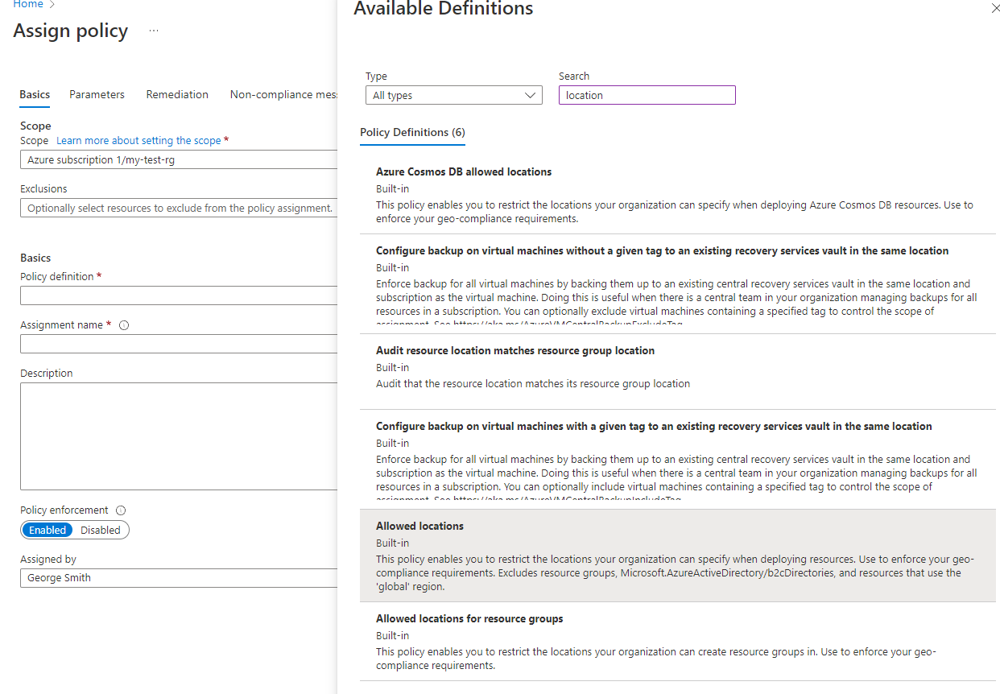 Home
Assign policy
Basics
Parameters
Remediation
Non-compliance mes
Scope
Scope Learn more about setting the scope *
Azure subscription 1/my-test-rg
Exclusions
Optionally select resources to exclude from the policy assignment.
Basics
Policy definition *
Assignment name *
Description
Policy enforcement
Enabled
Disabled
Assigned by
George Smith
Available Definitions
Type
All types
Search
location
Policy Definitions (6)
Azure Cosmos DB allowed locations
Built-in
This policy enables you to restrict the locations your organization can specify when deploying Azure Cosmos DB resources. Use to
enforce your geo-compliance requirements.
Configure backup on virtual machines without a given tag to an existing recovery services vault in the same location
Built-in
Enforce backup for all virtual machines by backing them up to an existing central recovery services vault in the same location and
subscription as the virtual machine. Doing this is useful when there is a central team in your organization managing backups for all
resources in a subscription. You can optionally exclude virtual machines containing a specified tag to control the scope of
assignment. See https://aka.ms/AzureVMCentralBackupExcludeTag
Audit resource location matches resource group location
Built-in
Audit that the resource location matches its resource group location
Configure backup on virtual machines with a given tag to an existing recovery services vault in the same location
Built-in
Enforce backup for all virtual machines by backing them up to an existing central recovery services vault in the same location and
subscription as the virtual machine. Doing this is useful when there is a central team in your organization managing backups for all
resources in a subscription. You can optionally include virtual machines containing a specified tag to control the scope of
assignment. See https://aka.ms/AzureVMCentralBackupIncludeTag
Allowed locations
Built-in
This policy enables you to restrict the locations your organization can specify when deploying resources. Use to enforce your geo-
compliance requirements. Excludes resource groups, Microsoft.AzureActiveDirectory/b2cDirectories, and resources that use the
'global' region.
Allowed locations for resource groups
Built-in
This policy enables you to restrict the locations your organization can create resource groups in. Use to enforce your geo-
compliance requirements.